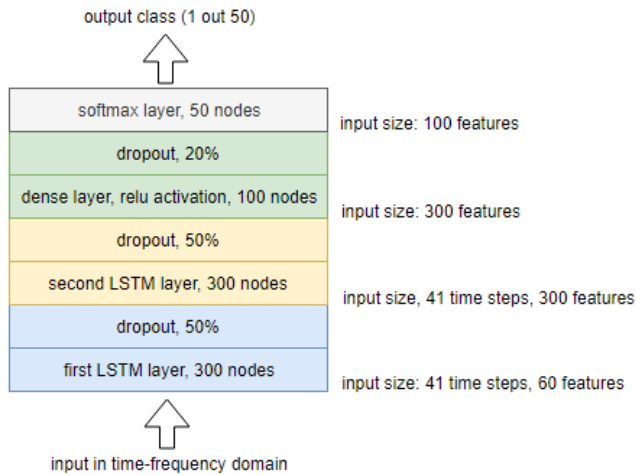 output class (1 out 50)
softmax layer, 50 nodes
input size: 100 features
dropout, 20%
dense layer, relu activation, 100 nodes
input size: 300 features
dropout, 50%
second LSTM layer, 300 nodes
input size, 41 time steps, 300 features
dropout, 50%
first LSTM layer, 300 nodes
input size: 41 time steps, 60 features
input in time-frequency domain